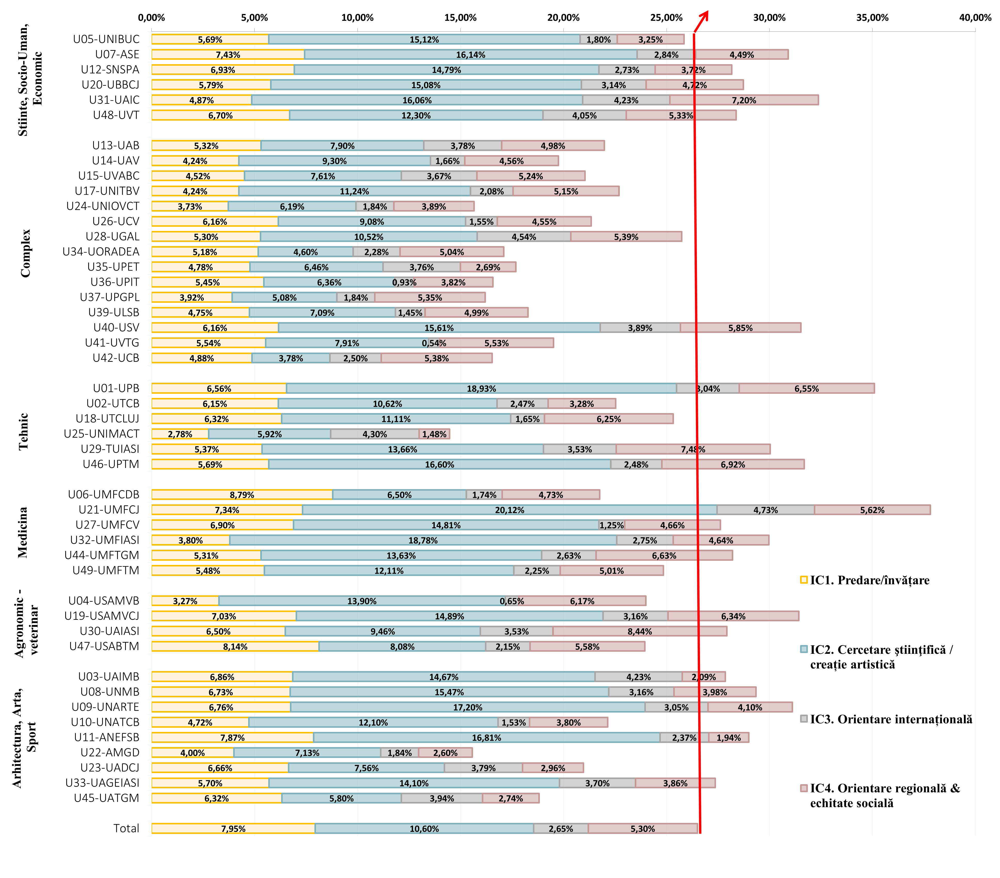 0,00% 5,00% 10,00% 15,00% 20,00% 25,00% 30,00% 35,00% 40,00%
Stiinte, Socio-Uman,
Economic
U05-UNIBUC 5,69% 15,12% 1,80% 3,25%
U07-ASE 7,43% 16,14% 2,84% 4,49%
U12-SNSPA 6,93% 14,79% 2,73% 3,72%
U20-UBBCJ 5,79% 15,08% 3,14% 4,72%
U31-UAIC 4,87% 16,06% 4,23% 7,20%
U48-UVT 6,70% 12,30% 4,05% 5,33%
Complex
U13-UAB 5,32% 7,90% 3,78% 4,98%
U14-UAV 4,24% 9,30% 1,66% 4,56%
U15-UVABC 4,52% 7,61% 3,67% 5,24%
U17-UNITBV 4,24% 11,24% 2,08% 5,15%
U24-UNIOVCT 3,73% 6,19% 1,84% 3,89%
U26-UCV 6,16% 9,08% 1,55% 4,55%
U28-UGAL 5,30% 10,52% 4,54% 5,39%
U34-UORADEA 5,18% 4,60% 2,28% 5,04%
U35-UPET 4,78% 6,46% 3,76% 2,69%
U36-UPIT 5,45% 6,36% 0,93% 3,82%
U37-UPGPL 3,92% 5,08% 1,84% 5,35%
U39-ULSB 4,75% 7,09% 1,45% 4,99%
U40-USV 6,16% 15,61% 3,89% 5,85%
U41-UVTG 5,54% 7,91% 0,54% 5,53%
U42-UCB 4,88% 3,78% 2,50% 5,38%
Tehnic
U01-UPB 6,56% 18,93% 3,04% 6,55%
U02-UTCB 6,15% 10,62% 2,47% 3,28%
U18-UTCLUJ 6,32% 11,11% 1,65% 6,25%
U25-UNIMACT 2,78% 5,92% 4,30% 1,48%
U29-TUIASI 5,37% 13,66% 3,53% 7,48%
U46-UPTM 5,69% 16,60% 2,48% 6,92%
Medicina
U06-UMFCDB 8,79% 6,50% 1,74% 4,73%
U21-UMFCJ 7,34% 20,12% 4,73% 5,62%
U27-UMFCV 6,90% 14,81% 1,25% 4,66%
U32-UMFIASI 3,80% 18,78% 2,75% 4,64%
U44-UMFTGM 5,31% 13,63% 2,63% 6,63%
U49-UMFTM 5,48% 12,11% 2,25% 5,01%
Agronomic -
veterinar
U04-USAMVB 3,27% 13,90% 0,65% 6,17%
U19-USAMVCJ 7,03% 14,89% 3,16% 6,34%
U30-UAIASI 6,50% 9,46% 3,53% 8,44%
U47-USABTM 8,14% 8,08% 2,15% 5,58%
Arhitectura, Arta,
Sport
U03-UAIMB 6,86% 14,67% 4,23% 2,09%
U08-UNMB 6,73% 15,47% 3,16% 3,98%
U09-UNARTE 6,76% 17,20% 3,05% 4,10%
U10-UNATCB 4,72% 12,10% 1,53% 3,80%
U11-ANEFSB 7,87% 16,81% 2,37% 1,94%
U22-AMGD 4,00% 7,13% 1,84% 2,60%
U23-UADCJ 6,66% 7,56% 3,79% 2,96%
U33-UAGEIASI 5,70% 14,10% 3,70% 3,86%
U45-UATGM 6,32% 5,80% 3,94% 2,74%
Total 7,95% 10,60% 2,65% 5,30%
IC1. Predare/învățare
IC2. Cercetare ştiinţifică /
creație artistică
IC3. Orientare internațională
IC4. Orientare regională &
echitate socială